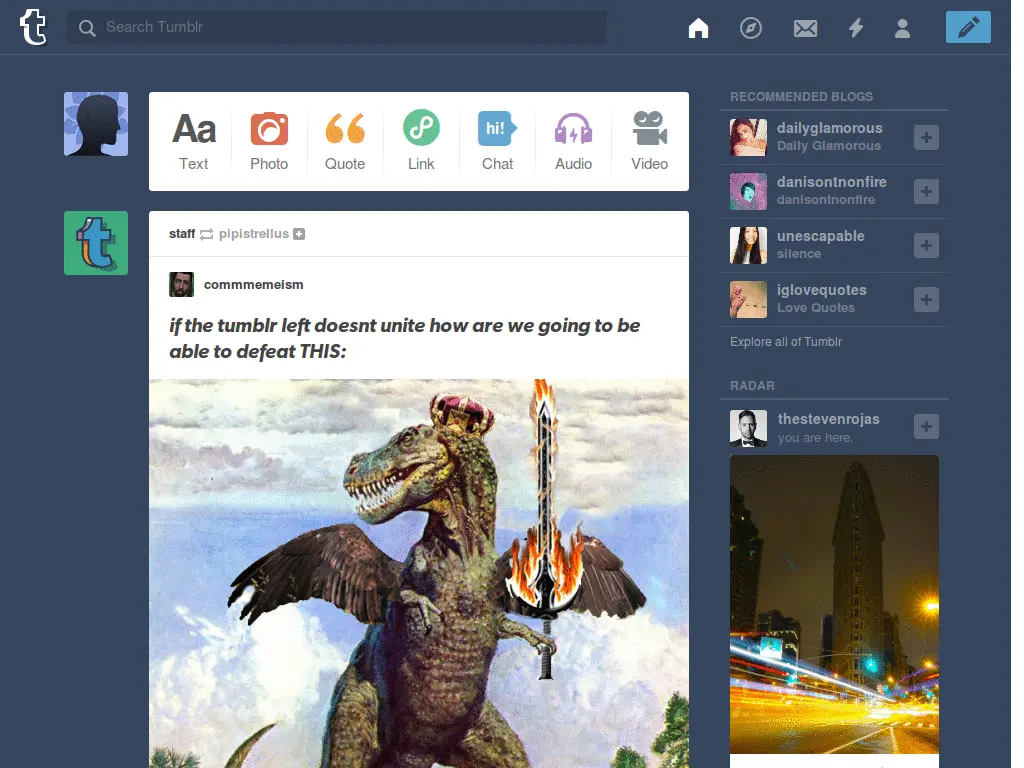 t
Search Tumblr
Aa
hi!
Text
Photo
Quote
Link
Chat
Audio
Video
t
staff pipistrellus
commmemeism
if the tumblr left doesnt unite how are we going to be
able to defeat THIS:
RECOMMENDED BLOGS
dailyglamorous
Daily Glamorous
danisontnonfire
danisontnonfire
unescapable
silence
iglovequotes
Love Quotes
Explore all of Tumblr
RADAR
thestevenrojas
you are here.